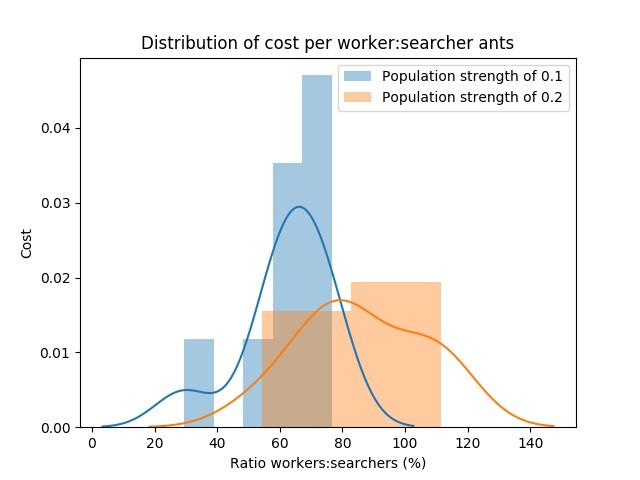 Distribution of cost per worker:searcher ants
Population strength of 0.1
Population strength of 0.2
0.04
0.03
0.02
0.01
0.00
Cost
0 20 40 60 80 100 120 140
Ratio workers:searchers (%)